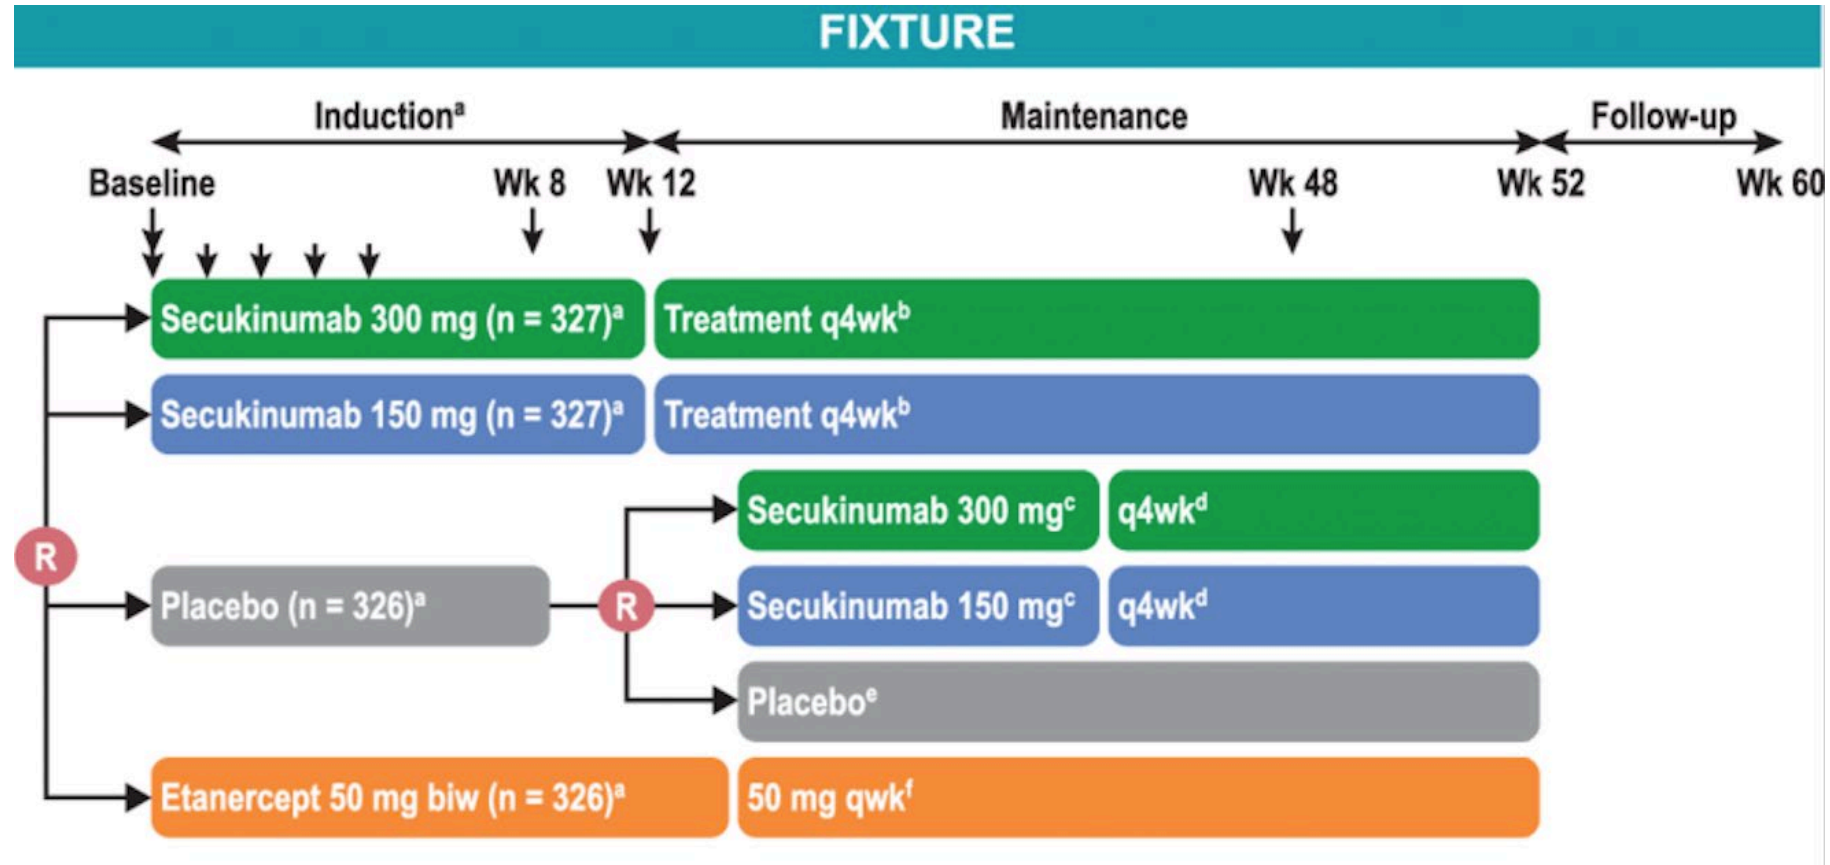 FIXTURE
Inductionᵃ Maintenance Follow-up
Baseline Wk 8 Wk 12 Wk 48 Wk 52 Wk 60
Secukinumab 300 mg (n = 327)ᵃ Treatment q4wkᵇ
Secukinumab 150 mg (n = 327)ᵃ Treatment q4wkᵇ
Secukinumab 300 mgᶜ q4wkᵈ
R
Placebo (n = 326)ᵃ R Secukinumab 150 mgᶜ q4wkᵈ
Placeboᵉ
Etanercept 50 mg biw (n = 326)ᵃ 50 mg qwkᶠ